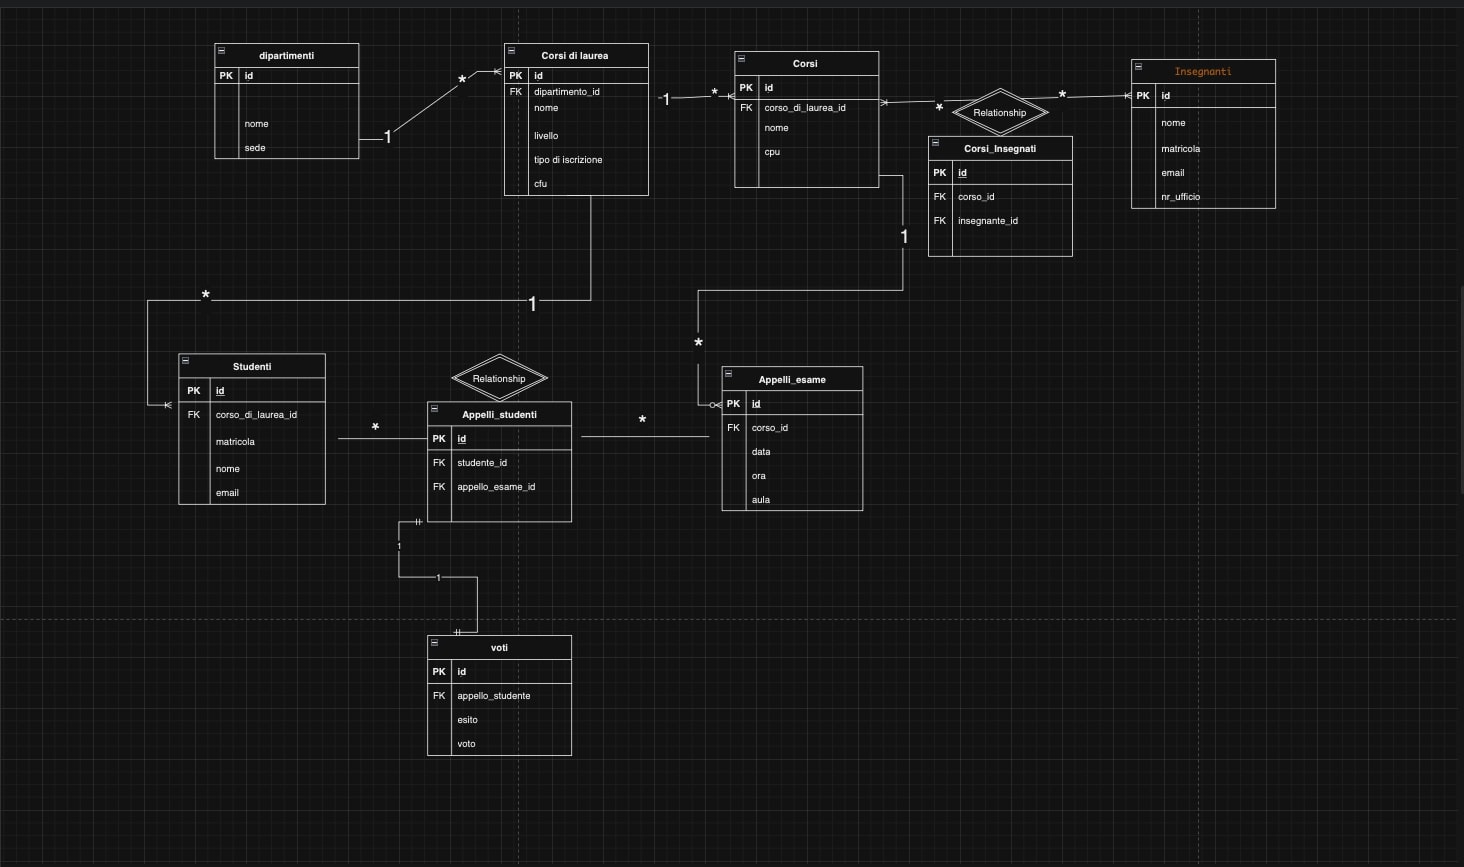 dipartimenti
PK id
nome
sede
1
*
Corsi di laurea
PK id
FK dipartimento_id
nome
livello
tipo di iscrizione
cfu
1
*
Corsi
PK id
FK corso_di_laurea_id
nome
cpu
*
Relationship
*
Corsi_Insegnati
PK id
FK corso_id
FK insegnante_id
Insegnanti
PK id
nome
matricola
email
nr_ufficio
1
*
1
*
Studenti
PK id
FK corso_di_laurea_id
matricola
nome
email
*
Relationship
Appelli_studenti
PK id
FK studente_id
FK appello_esame_id
*
Appelli_esame
PK id
FK corso_id
data
ora
aula
1
1
voti
PK id
FK appello_studente
esito
voto